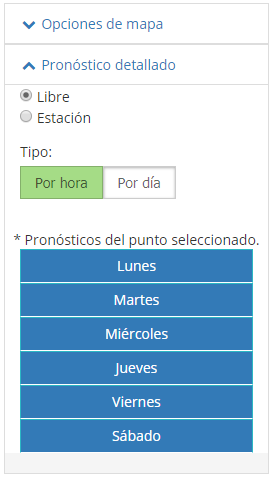 Opciones de mapa
Pronóstico detallado
Libre
Estación
Tipo:
Por hora Por día
* Pronósticos del punto seleccionado.
Lunes
Martes
Miércoles
Jueves
Viernes
Sábado